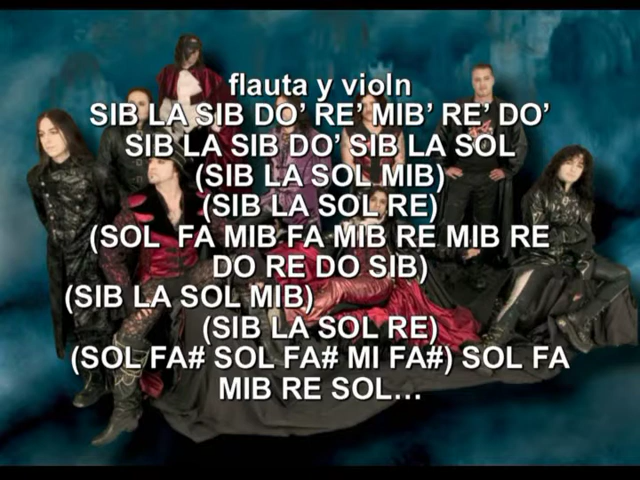 flauta y violn
SIB LA SIB DO’ RE’ MIB’ RE’ DO’
SIB LA SIB DO’ SIB LA SOL
(SIB LA SOL MIB)
(SIB LA SOL RE)
(SOL FA MIB FA MIB RE MIB RE
DO RE DO SIB)
(SIB LA SOL MIB)
(SIB LA SOL RE)
(SOL FA# SOL FA# MI FA#) SOL FA
MIB RE SOL…